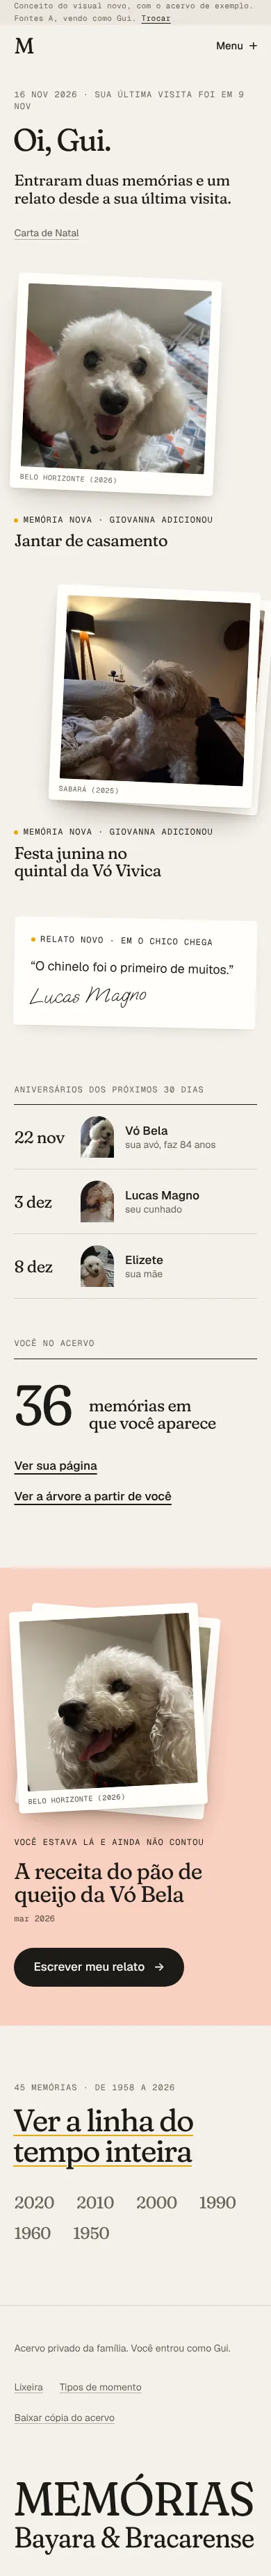 Conceito do visual novo, com o acervo de exemplo.
Fontes A, vendo como Gui. Trocar
M
Menu +
16 NOV 2026 · SUA ÚLTIMA VISITA FOI EM 9
NOV
Oi, Gui.
Entraram duas memórias e um
relato desde a sua última visita.
Carta de Natal
BELO HORIZONTE (2026)
MEMÓRIA NOVA · GIOVANNA ADICIONOU
Jantar de casamento
SABARÁ (2025)
MEMÓRIA NOVA · GIOVANNA ADICIONOU
Festa junina no
quintal da Vó Vivica
RELATO NOVO · EM O CHICO CHEGA
“O chinelo foi o primeiro de muitos.”
Lucas Magno
ANIVERSÁRIOS DOS PRÓXIMOS 30 DIAS
22 nov
Vó Bela
sua avó, faz 84 anos
3 dez
Lucas Magno
seu cunhado
8 dez
Elizete
sua mãe
VOCÊ NO ACERVO
36
memórias em
que você aparece
Ver sua página
Ver a árvore a partir de você
BELO HORIZONTE (2026)
VOCÊ ESTAVA LÁ E AINDA NÃO CONTOU
A receita do pão de
queijo da Vó Bela
mar 2026
Escrever meu relato →
45 MEMÓRIAS · DE 1958 A 2026
Ver a linha do
tempo inteira
2020 2010 2000 1990
1960 1950
Acervo privado da família. Você entrou como Gui.
Lixeira Tipos de momento
Baixar cópia do acervo
MEMÓRIAS
Bayara & Bracarense